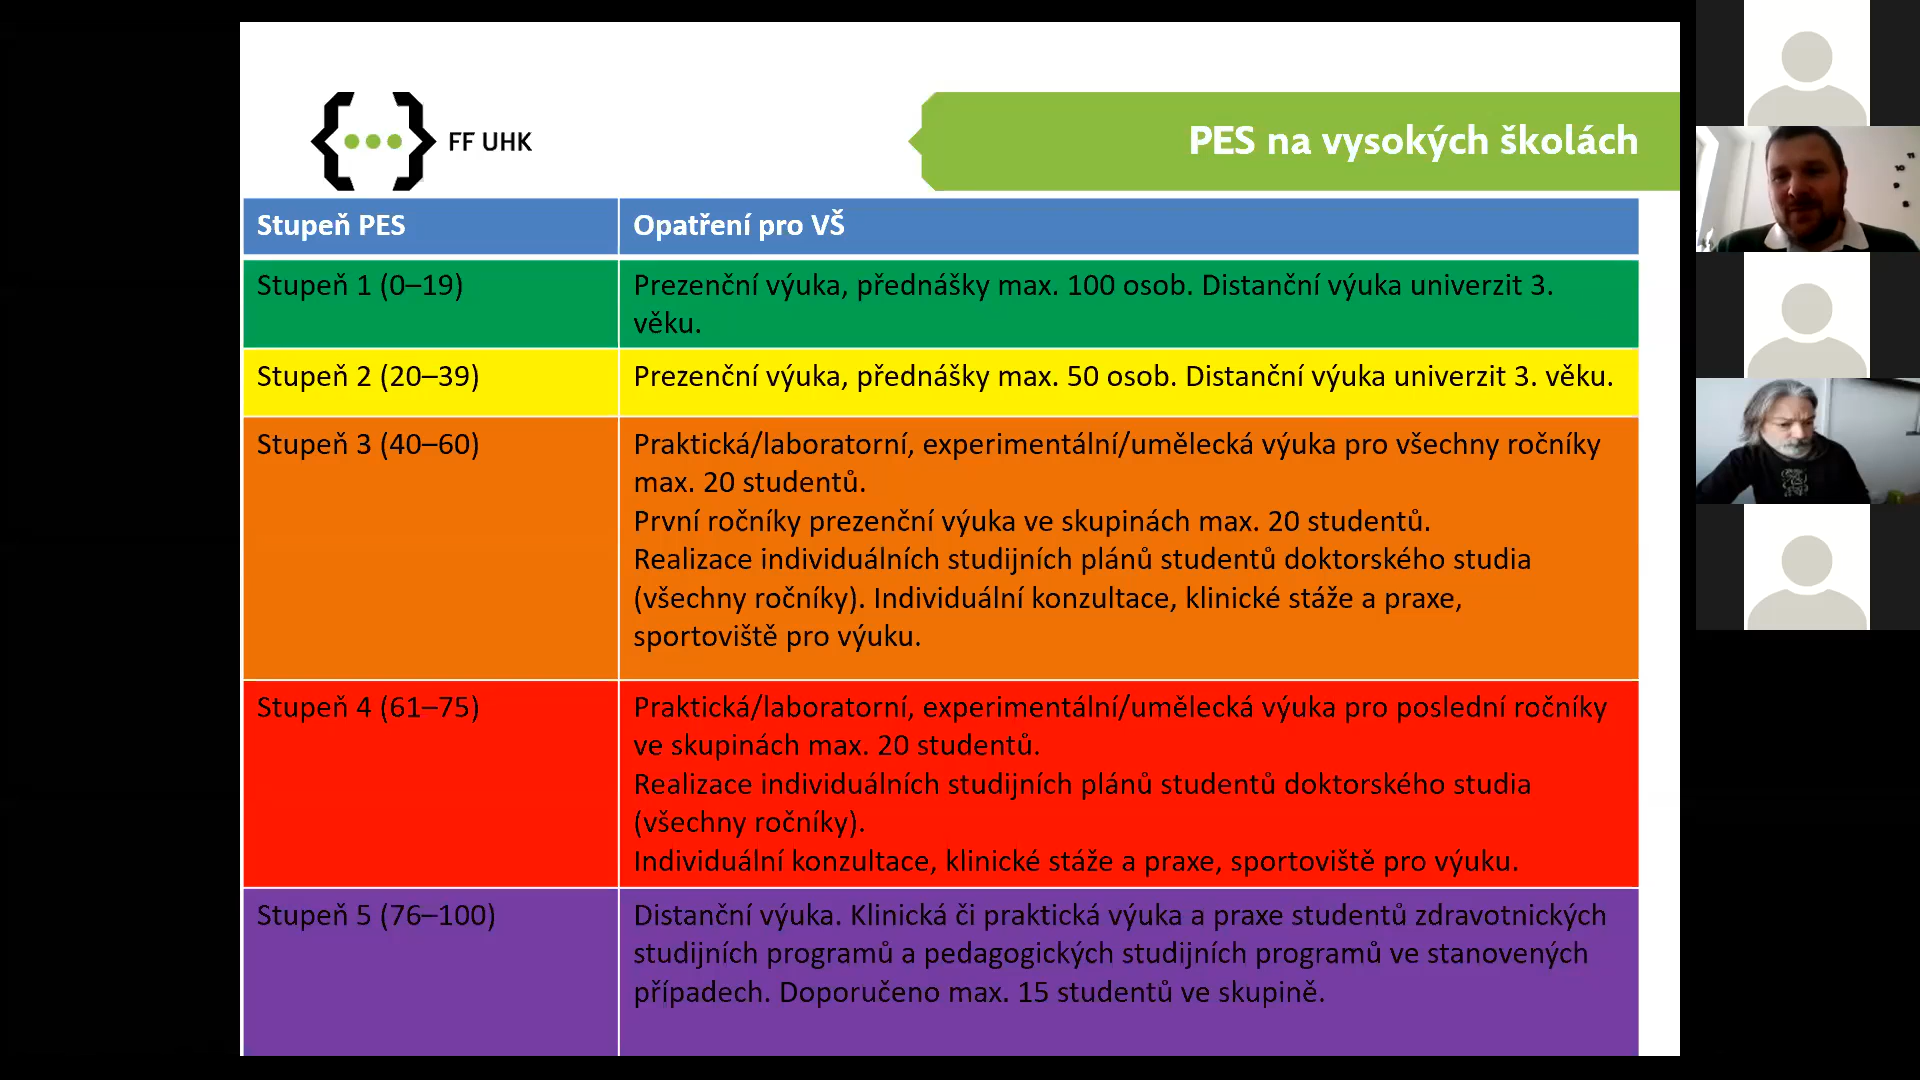 FF UHK
PES na vysokých školách
Stupeň PES
Opatření pro VŠ
Stupeň 1 (0–19)
Prezenční výuka, přednášky max. 100 osob. Distanční výuka univerzit 3.
věku.
Stupeň 2 (20–39)
Prezenční výuka, přednášky max. 50 osob. Distanční výuka univerzit 3. věku.
Stupeň 3 (40–60)
Praktická/laboratorní, experimentální/umělecká výuka pro všechny ročníky
max. 20 studentů.
První ročníky prezenční výuka ve skupinách max. 20 studentů.
Realizace individuálních studijních plánů studentů doktorského studia
(všechny ročníky). Individuální konzultace, klinické stáže a praxe,
sportoviště pro výuku.
Stupeň 4 (61–75)
Praktická/laboratorní, experimentální/umělecká výuka pro poslední ročníky
ve skupinách max. 20 studentů.
Realizace individuálních studijních plánů studentů doktorského studia
(všechny ročníky).
Individuální konzultace, klinické stáže a praxe, sportoviště pro výuku.
Stupeň 5 (76–100)
Distanční výuka. Klinická či praktická výuka a praxe studentů zdravotnických
studijních programů a pedagogických studijních programů ve stanovených
případech. Doporučeno max. 15 studentů ve skupině.